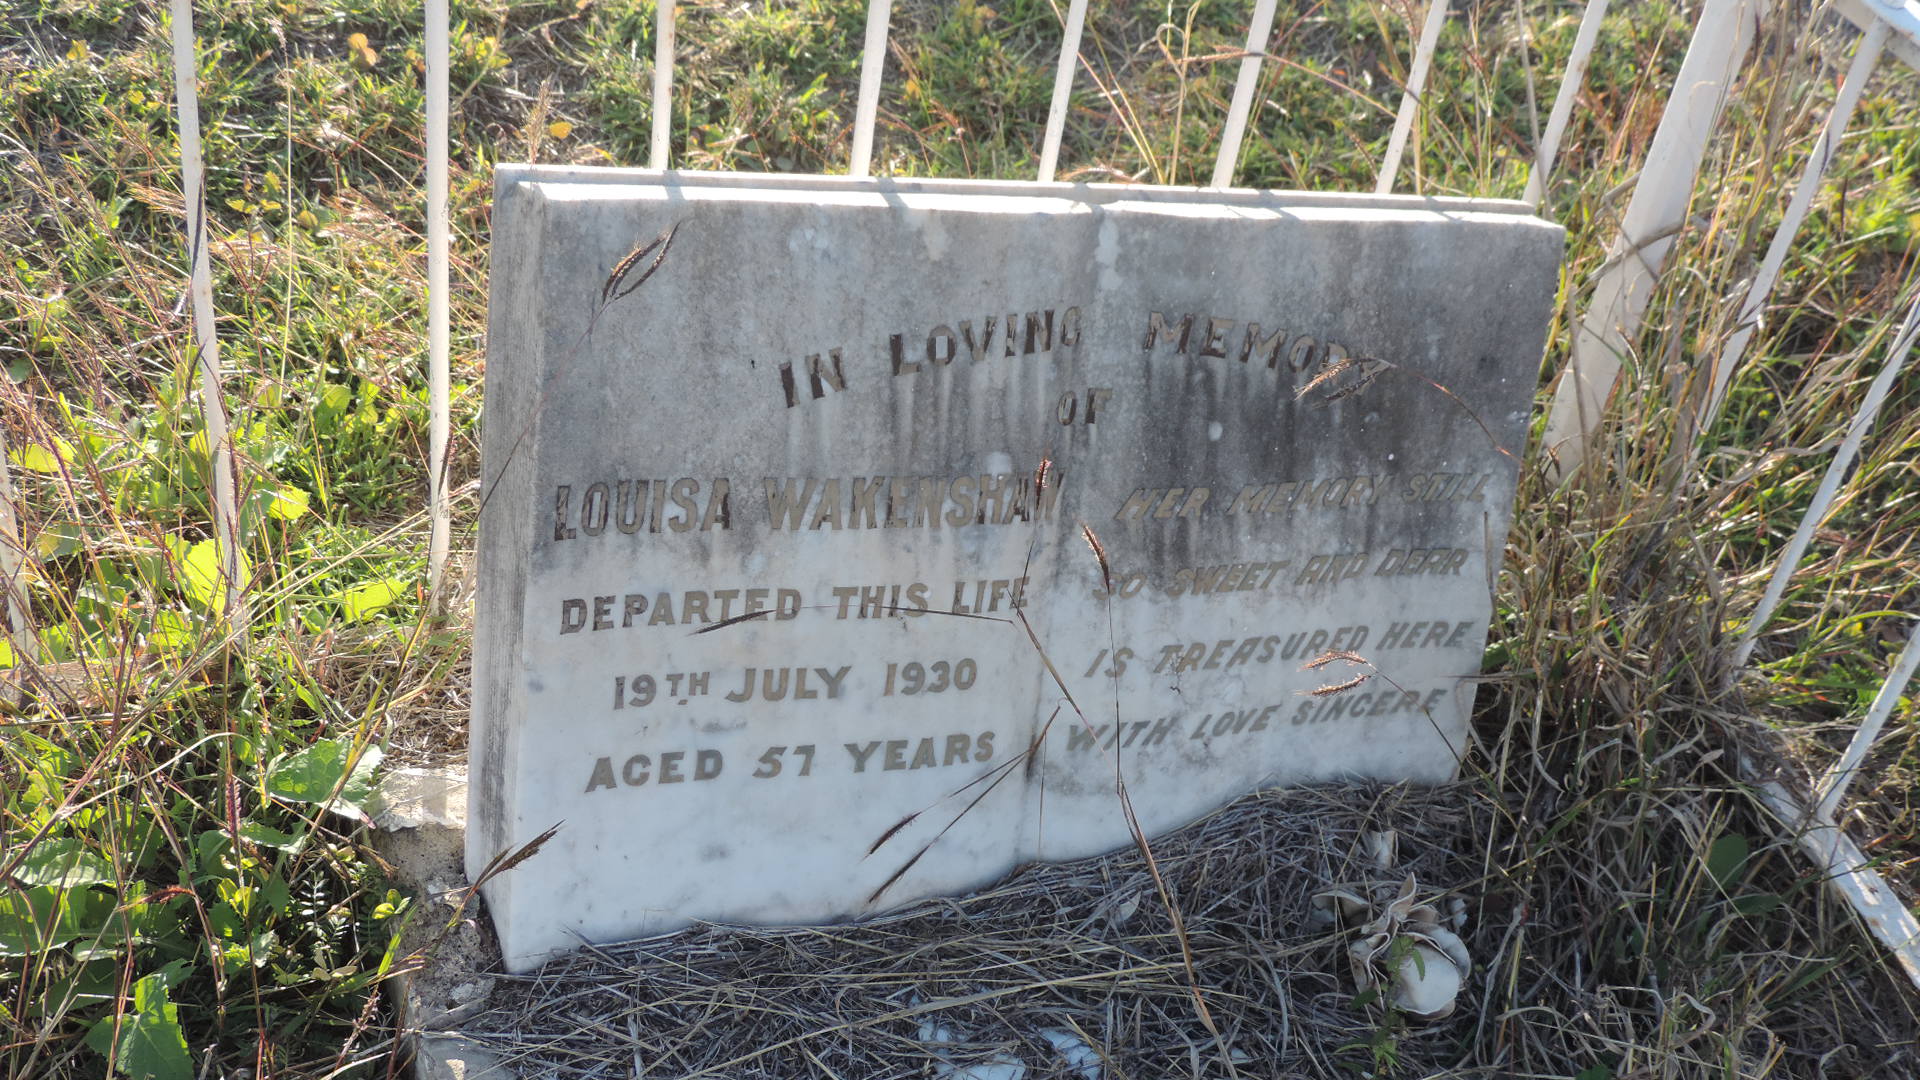 IN LOVING MEMORY
OF
LOUISA WAKENSHAW
DEPARTED THIS LIFE
19TH JULY 1930
AGED 57 YEARS
HER MEMORY STILL
SO SWEET AND DEAR
IS TREASURED HERE
WITH LOVE SINCERE